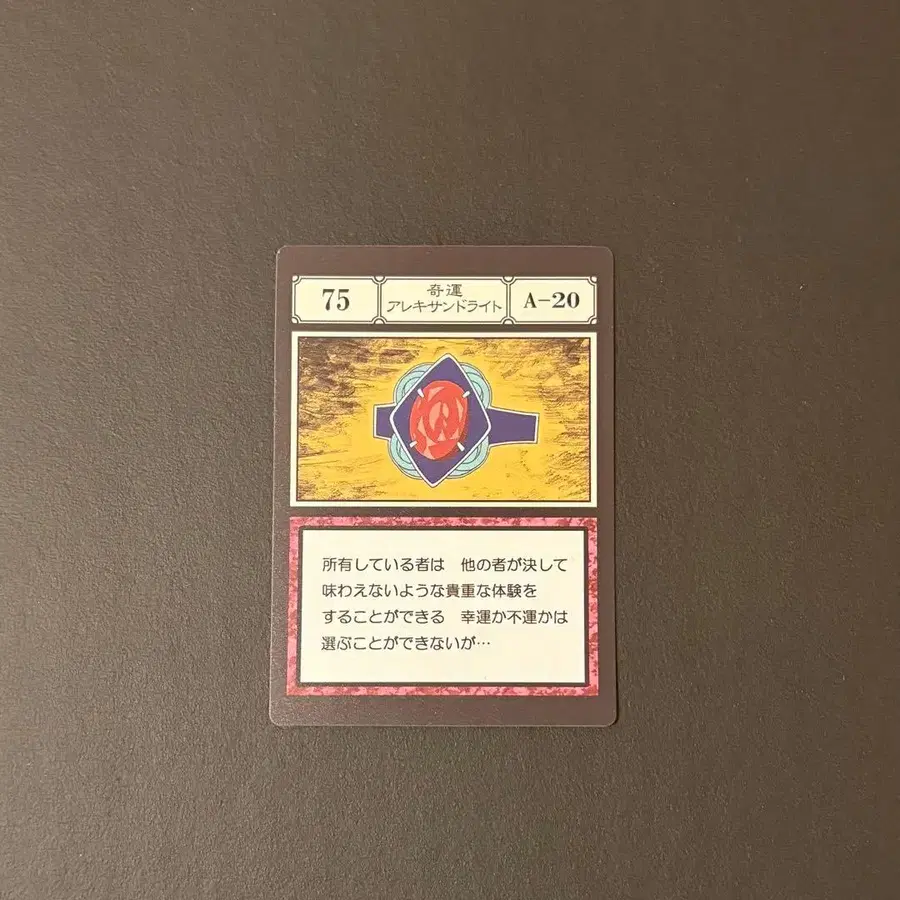 75
奇運
アレキサンドライト
A-20
所有している者は　他の者が決して
味わえないような貴重な体験を
することができる　幸運か不運かは
選ぶことができないが…